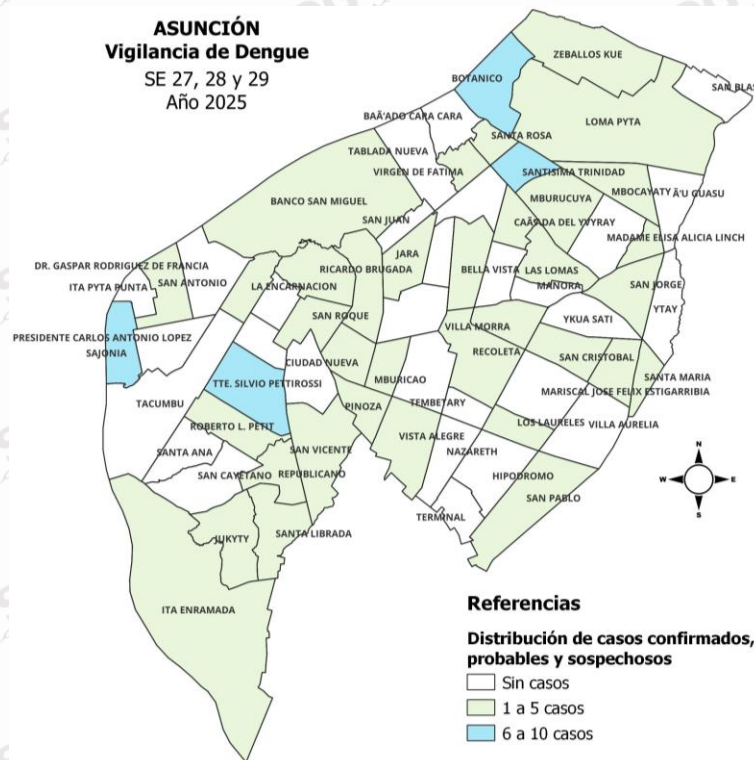 ASUNCIÓN
Vigilancia de Dengue
SE 27, 28 y 29
Año 2025
ZEBALLOS KUE
BOTANICO
SAN BLAS
BAÃ'ADO CARA CARA
LOMA PYTA
SANTA ROSA
TABLADA NUEVA
VIRGEN DE FATIMA
SANTISIMA TRINIDAD
MBURUCUYA
MBOCAYATY
Ã'U GUASU
BANCO SAN MIGUEL
SAN JUAN
CAÃ'ADA DEL YVYRAY
MADAME ELISA ALICIA LINCH
JARA
DR. GASPAR RODRIGUEZ DE FRANCIA
RICARDO BRUGADA
BELLA VISTA
LAS LOMAS
ITA PYTA PUNTA
SAN ANTONIO
LA ENCARNACION
MANORA
SAN JORGE
YTAY
SAN ROQUE
YKUA SATI
VILLA MORRA
PRESIDENTE CARLOS ANTONIO LOPEZ
SAJONIA
RECOLETA
SAN CRISTOBAL
CIUDAD NUEVA
TTE. SILVIO PETTIROSSI
MBURICAO
SANTA MARIA
MARISCAL JOSE FELIX ESTIGARRIBIA
TACUMBU
PINOZA
TEMBETARY
ROBERTO L. PETIT
LOS LAURELES
VILLA AURELIA
VISTA ALEGRE
SANTA ANA
SAN VICENTE
NAZARETH
SAN CAYETANO
REPUBLICANO
HIPODROMO
SAN PABLO
TERMINAL
SANTA LIBRADA
JUKYTY
ITA ENRAMADA
N
W
E
S
Referencias
Distribución de casos confirmados,
probables y sospechosos
Sin casos
1 a 5 casos
6 a 10 casos